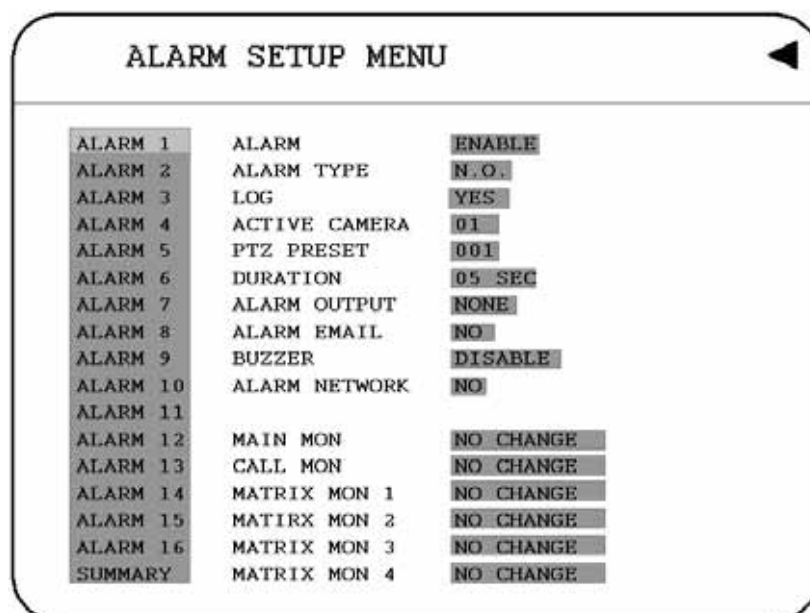 ALARM SETUP MENU
ALARM 1 ALARM ENABLE
ALARM 2 ALARM TYPE N.O.
ALARM 3 LOG YES
ALARM 4 ACTIVE CAMERA 01
ALARM 5 PTZ PRESET 001
ALARM 6 DURATION 05 SEC
ALARM 7 ALARM OUTPUT NONE
ALARM 8 ALARM EMAIL NO
ALARM 9 BUZZER DISABLE
ALARM 10 ALARM NETWORK NO
ALARM 11
ALARM 12 MAIN MON NO CHANGE
ALARM 13 CALL MON NO CHANGE
ALARM 14 MATRIX MON 1 NO CHANGE
ALARM 15 MATIRX MON 2 NO CHANGE
ALARM 16 MATRIX MON 3 NO CHANGE
SUMMARY MATRIX MON 4 NO CHANGE